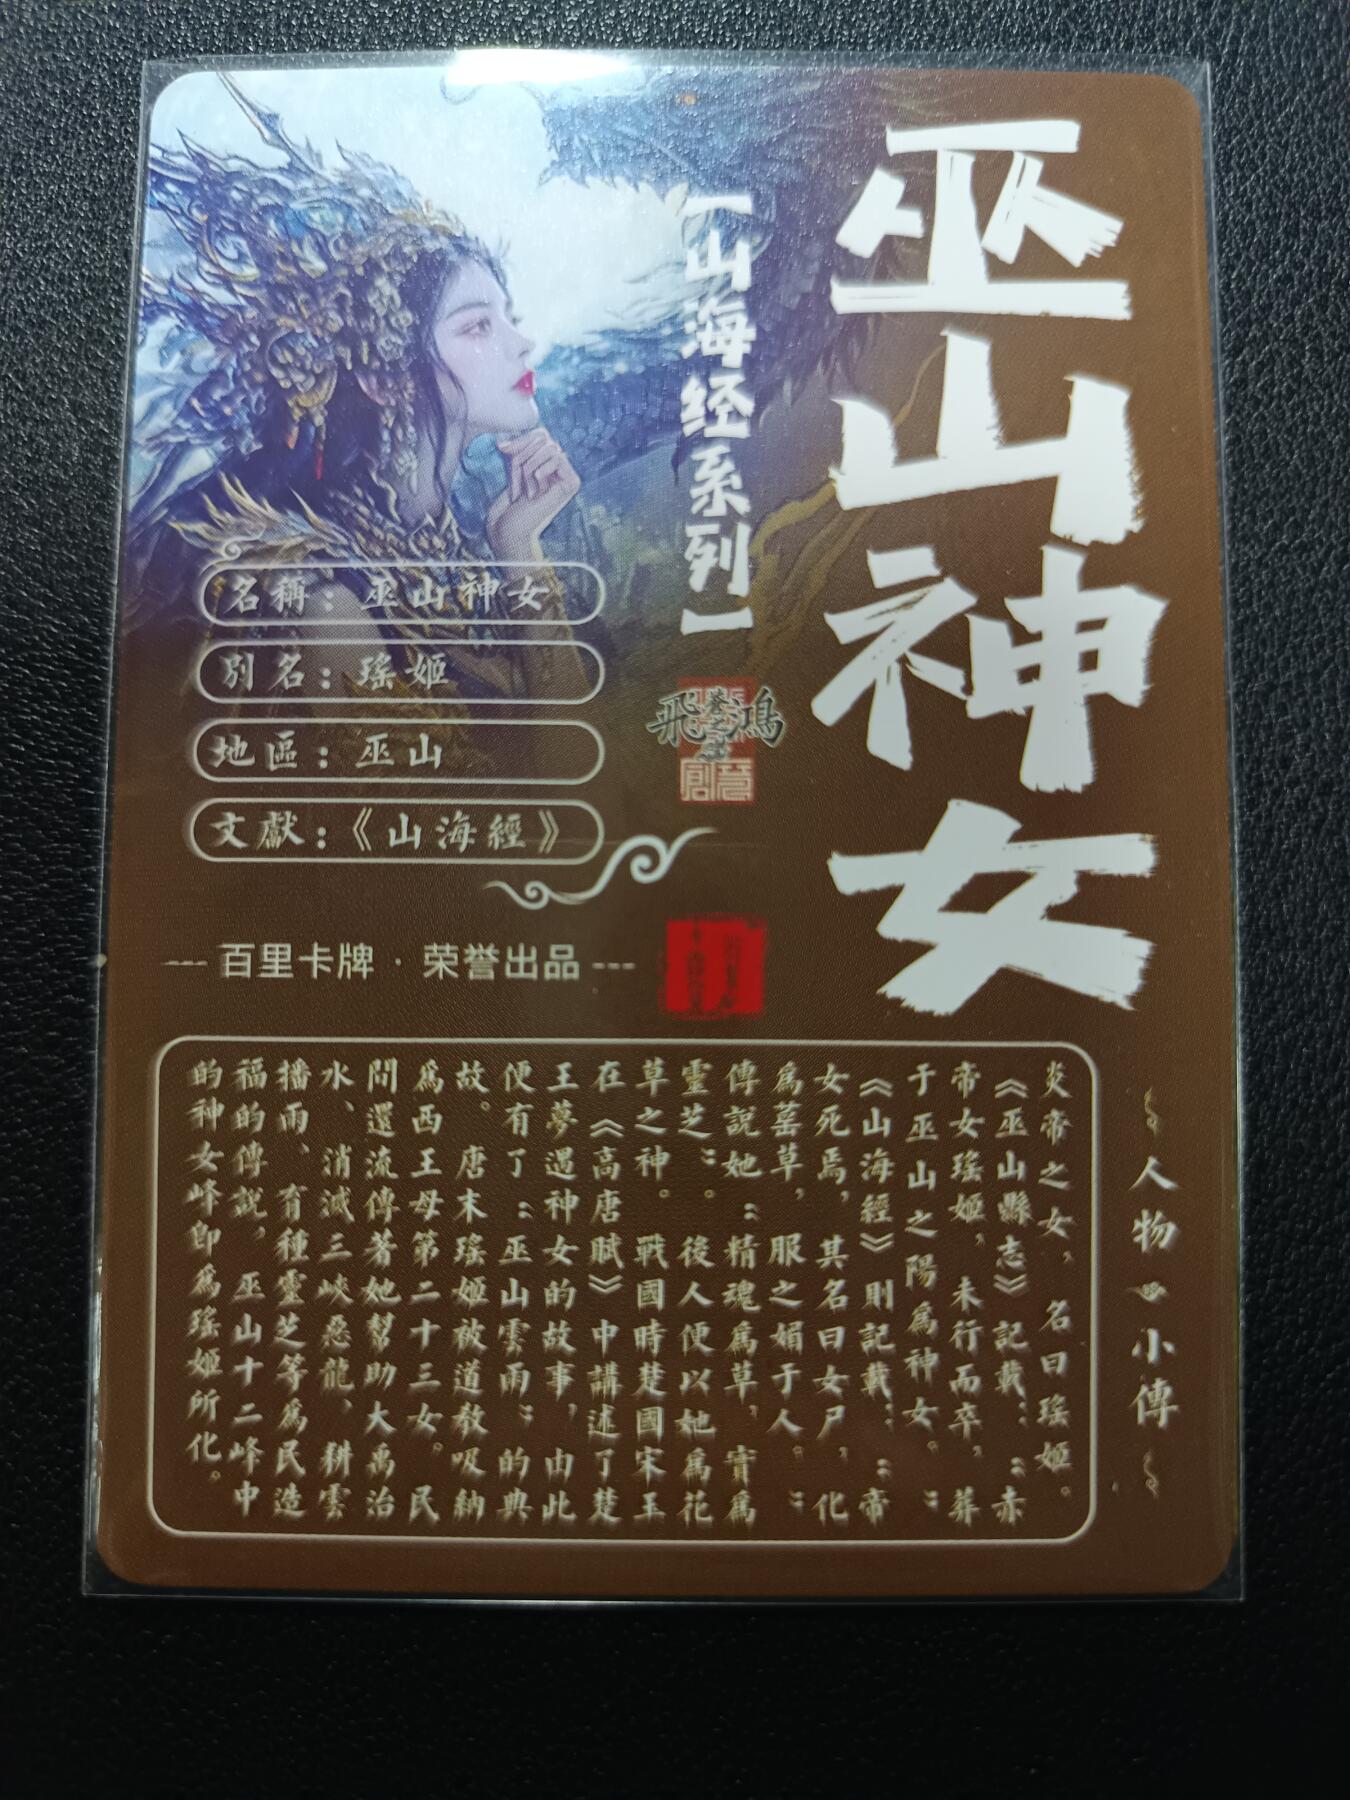 巫山神女
【山海经系列】
飛鴻
名稱：巫山神女
別名：瑤姬
地區：巫山
文獻：《山海經》
--- 百里卡牌 · 荣誉出品 ---
人物小傳
炎帝之女，名曰瑤姬。
《巫山縣志》記載：“赤
帝女瑤姬，未行而卒，葬
于巫山之陽為神女。”
《山海經》則記載：“帝
女死焉，其名曰女尸，化
為䔄草，服之媚于人。”
傳說她“精魂為草，實為
靈芝”。後人便以她為花
草之神。戰國時楚國宋玉
在《高唐賦》中講述了楚
王夢遇神女的故事，由此
便有了“巫山雲雨”的典
故。唐末瑤姬被道教吸納
為西王母第二十三女。民
間還流傳著她幫助大禹治
水、消滅三峽惡龍、耕雲
播雨、育種靈芝等為民造
福的傳說，巫山十二峰中
的神女峰即為瑤姬所化。